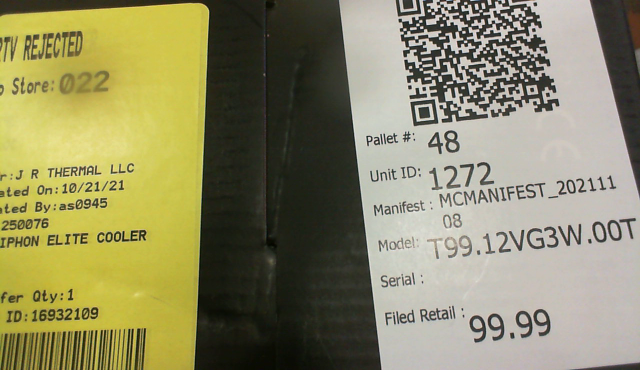 RTV REJECTED
o Store:022
r:J R THERMAL LLC
ated On:10/21/21
ated By:as0945
250076
IPHON ELITE COOLER
fer Qty:1
ID:16932109
Pallet #: 48
Unit ID: 1272
Manifest : MCMANIFEST_202111
08
Model: T99.12VG3W.00T
Serial :
Filed Retail : 99.99